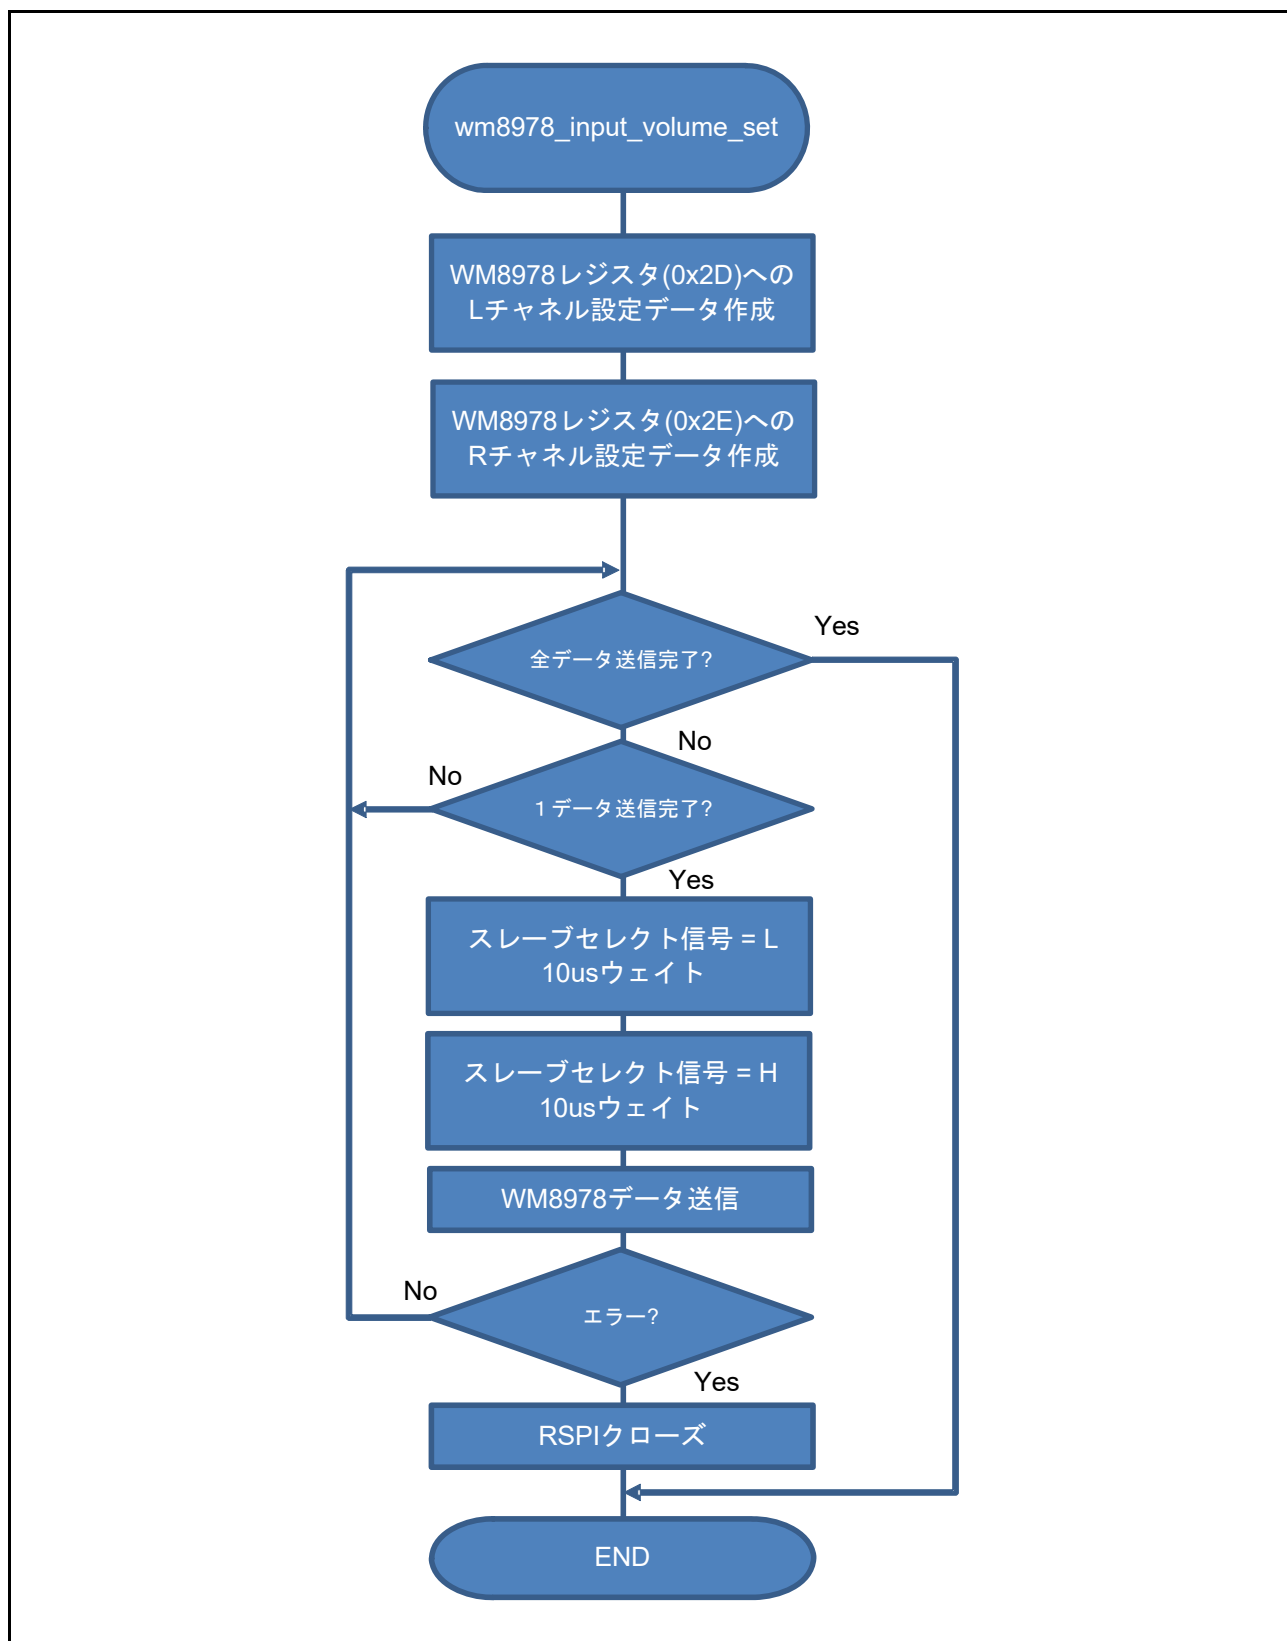 wm8978_input_volume_set
WM8978レジスタ(0x2D)への
Lチャネル設定データ作成
WM8978レジスタ(0x2E)への
Rチャネル設定データ作成
全データ送信完了?
Yes
No
１データ送信完了?
No
Yes
スレーブセレクト信号 = L
10usウェイト
スレーブセレクト信号 = H
10usウェイト
WM8978データ送信
エラー?
No
Yes
RSPIクローズ
END